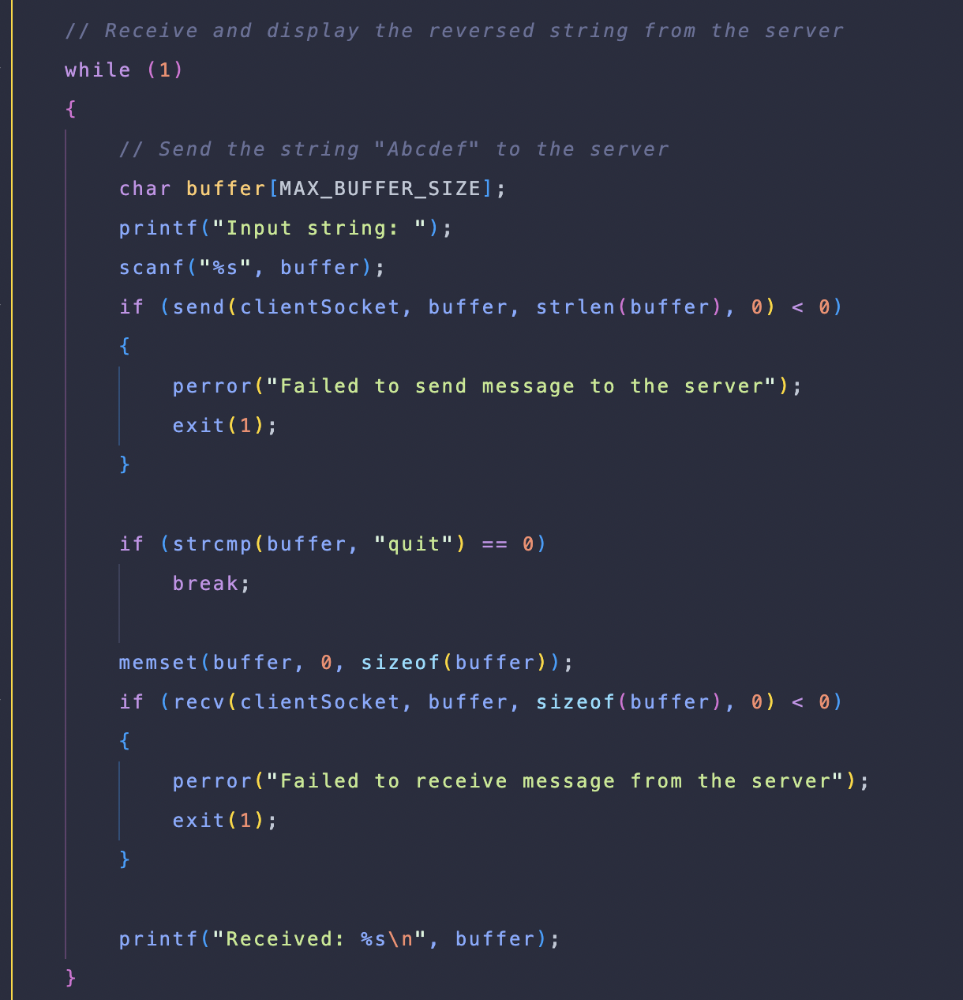 // Receive and display the reversed string from the server
while (1)
{
    // Send the string "Abcdef" to the server
    char buffer[MAX_BUFFER_SIZE];
    printf("Input string: ");
    scanf("%s", buffer);
    if (send(clientSocket, buffer, strlen(buffer), 0) < 0)
    {
        perror("Failed to send message to the server");
        exit(1);
    }

    if (strcmp(buffer, "quit") == 0)
        break;

    memset(buffer, 0, sizeof(buffer));
    if (recv(clientSocket, buffer, sizeof(buffer), 0) < 0)
    {
        perror("Failed to receive message from the server");
        exit(1);
    }

    printf("Received: %s\n", buffer);
}